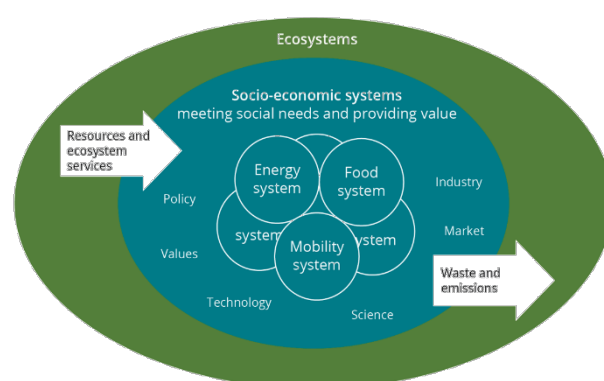 Ecosystems
Socio-economic systems
meeting social needs and providing value
Resources and
ecosystem
services
Energy
system
Food
system
Industry
Policy
system
Mobility
system
ystem
Market
Values
Waste and
emissions
Technology
Science